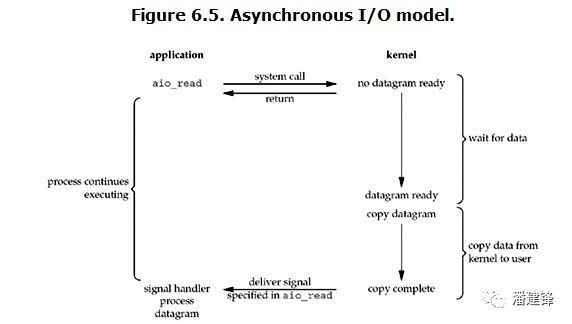 Figure 6.5. Asynchronous I/O model.
application
kernel
aio_read
system call
return
no datagram ready
wait for data
process continues
executing
datagram ready
copy datagram
copy data from
kernel to user
signal handler
process
datagram
deliver signal
specified in aio_read
copy complete
潘建锋